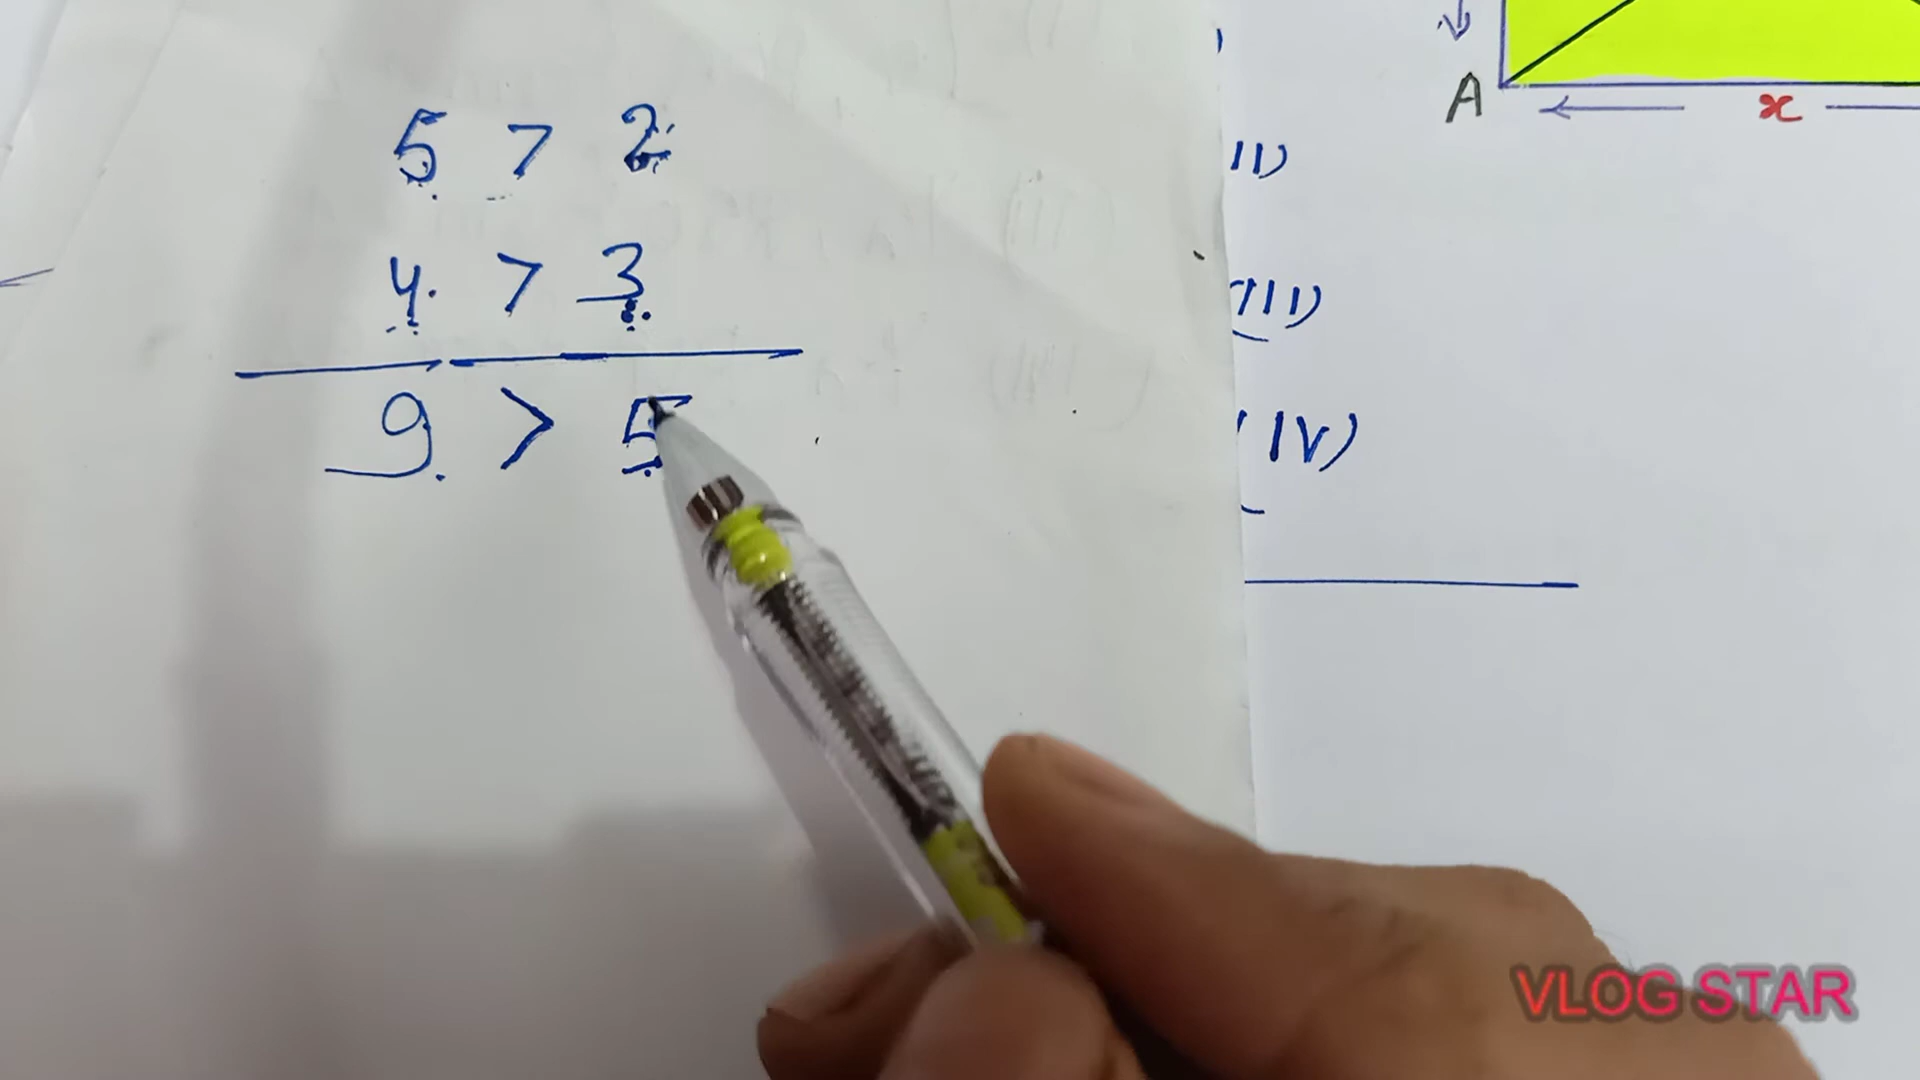 5 > 2
4 > 3
9 > 5
II)
III)
(IV)
A
x
VLOG STAR